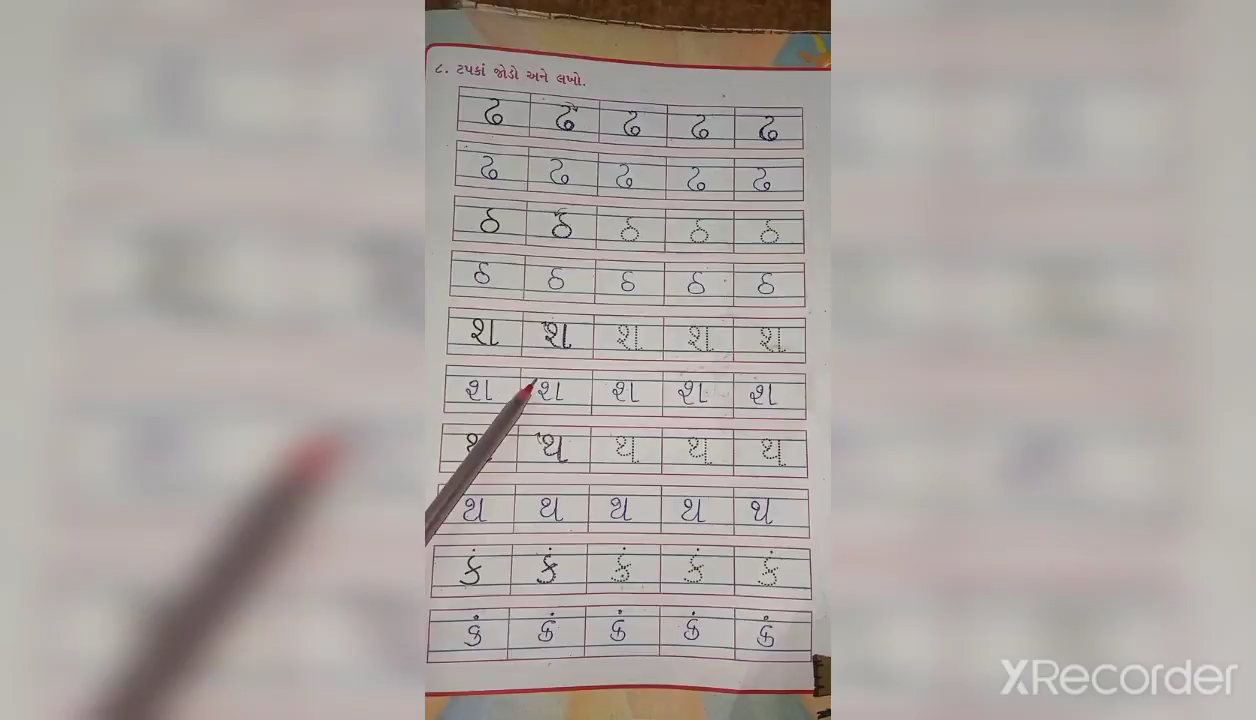 ૮. ટપકાં જોડો અને લખો.
ઢ ઢ ઢ ઢ ઢ
ઢ ઢ ઢ ઢ ઢ
ઠ ઠ ઠ ઠ ઠ
ઠ ઠ ઠ ઠ ઠ
શ શ શ શ શ
શ શ શ શ શ
થ થ થ થ થ
થ થ થ થ થ
કં કં કં કં કં
કં કં કં કં કં
XRecorder